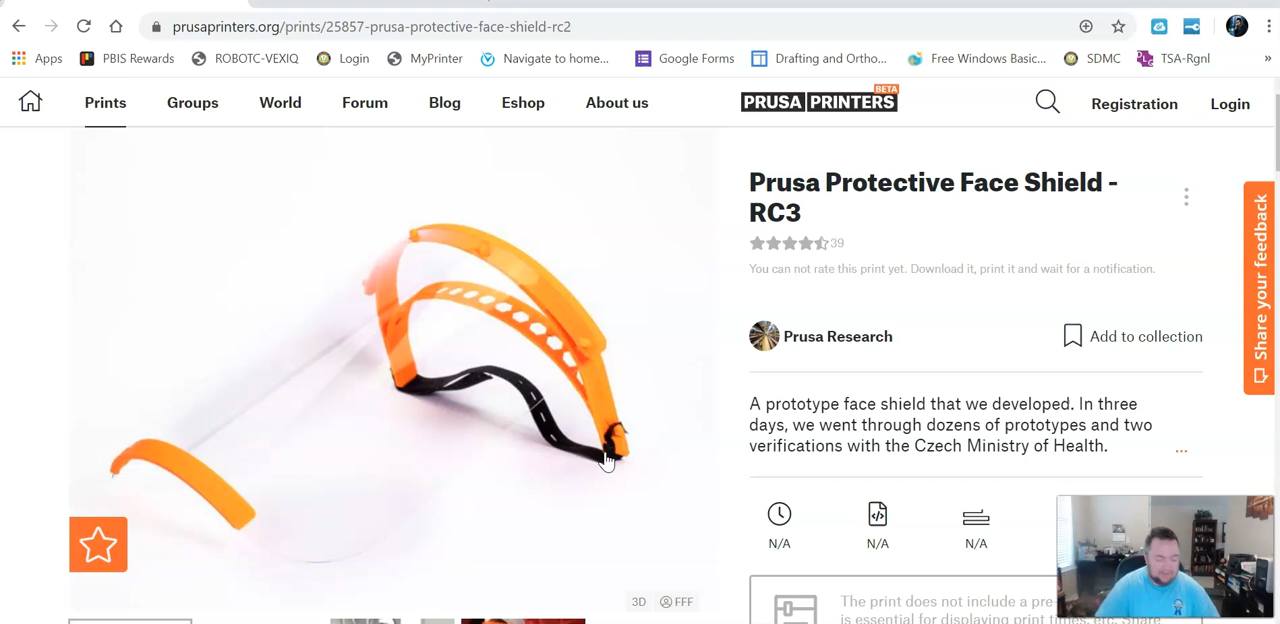 prusaprinters.org/prints/25857-prusa-protective-face-shield-rc2
Apps PBIS Rewards ROBOTC-VEXIQ Login MyPrinter Navigate to home... Google Forms Drafting and Ortho... Free Windows Basic... SDMC TSA-Rgnl »
Prints Groups World Forum Blog Eshop About us PRUSA PRINTERS BETA Registration Login
Prusa Protective Face Shield -
RC3
39
You can not rate this print yet. Download it, print it and wait for a notification.
Prusa Research Add to collection
Share your feedback
A prototype face shield that we developed. In three
days, we went through dozens of prototypes and two
verifications with the Czech Ministry of Health.
...
N/A N/A N/A
3D FFF
The print does not include a pre-
is essential for displaying print times, etc. Share